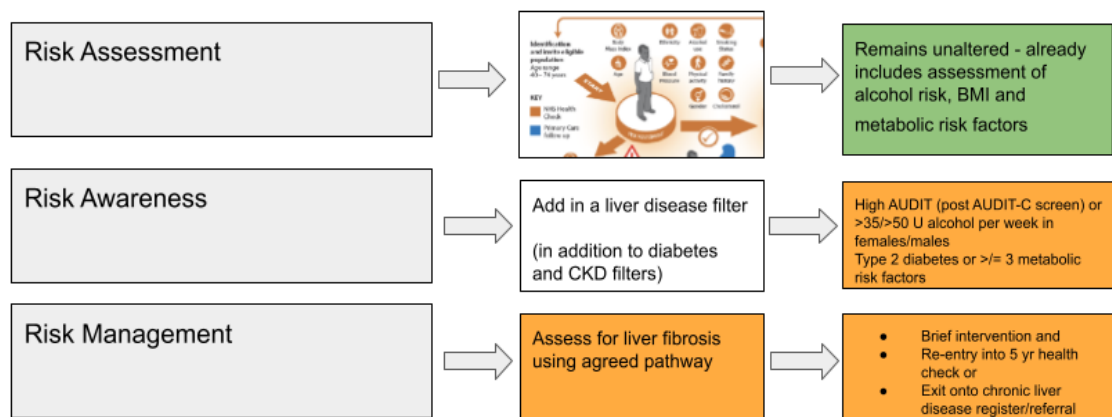 Risk Assessment
Identification
and invite eligible
population
Age range
40 – 74 years
KEY
NHS Health
Check
Primary Care
follow up
START
Body
Mass Index
Ethnicity
Alcohol
use
Smoking
Status
Age
Blood
Pressure
Physical
activity
Family
history
Gender
Cholesterol
Remains unaltered - already
includes assessment of
alcohol risk, BMI and
metabolic risk factors
Risk Awareness
Add in a liver disease filter
(in addition to diabetes
and CKD filters)
High AUDIT (post AUDIT-C screen) or
>35/>50 U alcohol per week in
females/males
Type 2 diabetes or >/= 3 metabolic
risk factors
Risk Management
Assess for liver fibrosis
using agreed pathway
● Brief intervention and
● Re-entry into 5 yr health
check or
● Exit onto chronic liver
disease register/referral